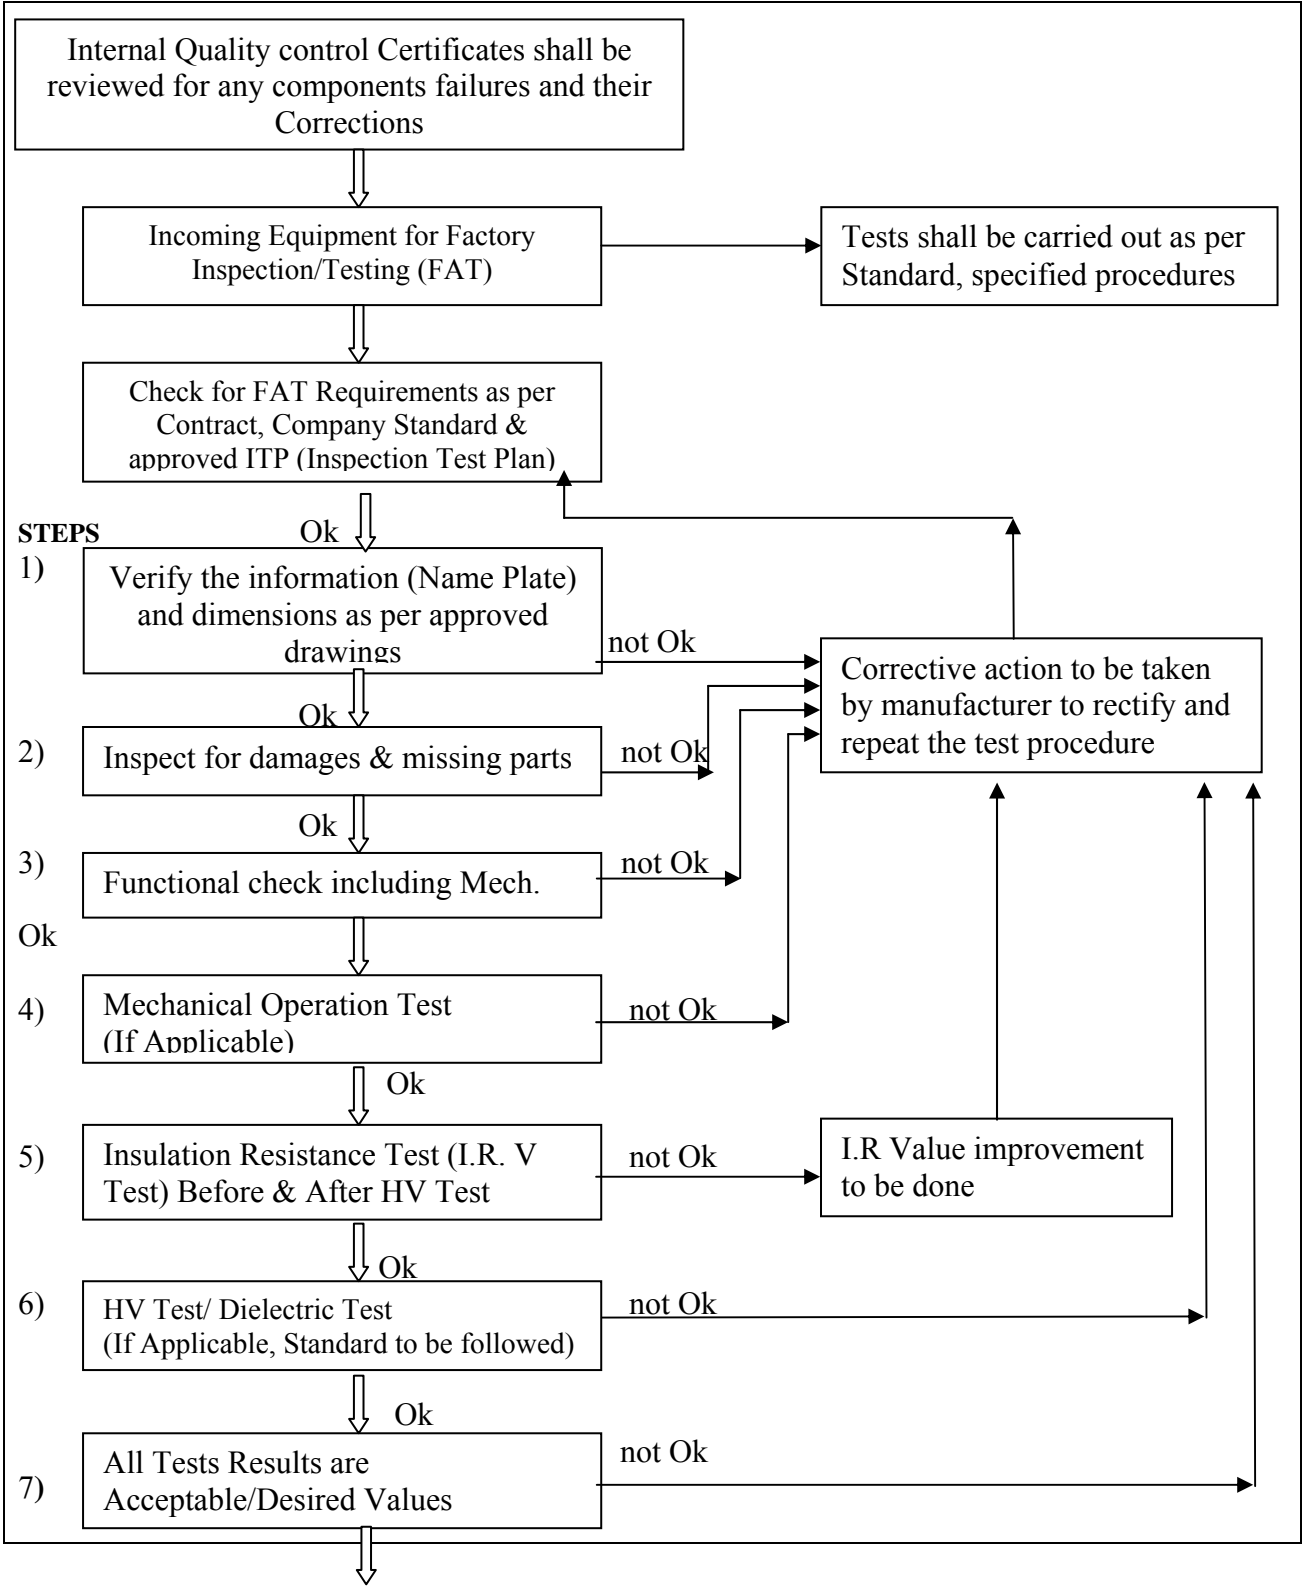 Internal Quality control Certificates shall be
reviewed for any components failures and their
Corrections
Incoming Equipment for Factory
Inspection/Testing (FAT)
Tests shall be carried out as per
Standard, specified procedures
Check for FAT Requirements as per
Contract, Company Standard &
approved ITP (Inspection Test Plan)
STEPS
Ok
1)
Verify the information (Name Plate)
and dimensions as per approved
drawings
not Ok
Corrective action to be taken
by manufacturer to rectify and
repeat the test procedure
Ok
2)
Inspect for damages & missing parts
not Ok
Ok
3)
Functional check including Mech.
not Ok
Ok
4)
Mechanical Operation Test
(If Applicable)
not Ok
Ok
5)
Insulation Resistance Test (I.R. V
Test) Before & After HV Test
not Ok
I.R Value improvement
to be done
Ok
6)
HV Test/ Dielectric Test
(If Applicable, Standard to be followed)
not Ok
Ok
7)
All Tests Results are
Acceptable/Desired Values
not Ok